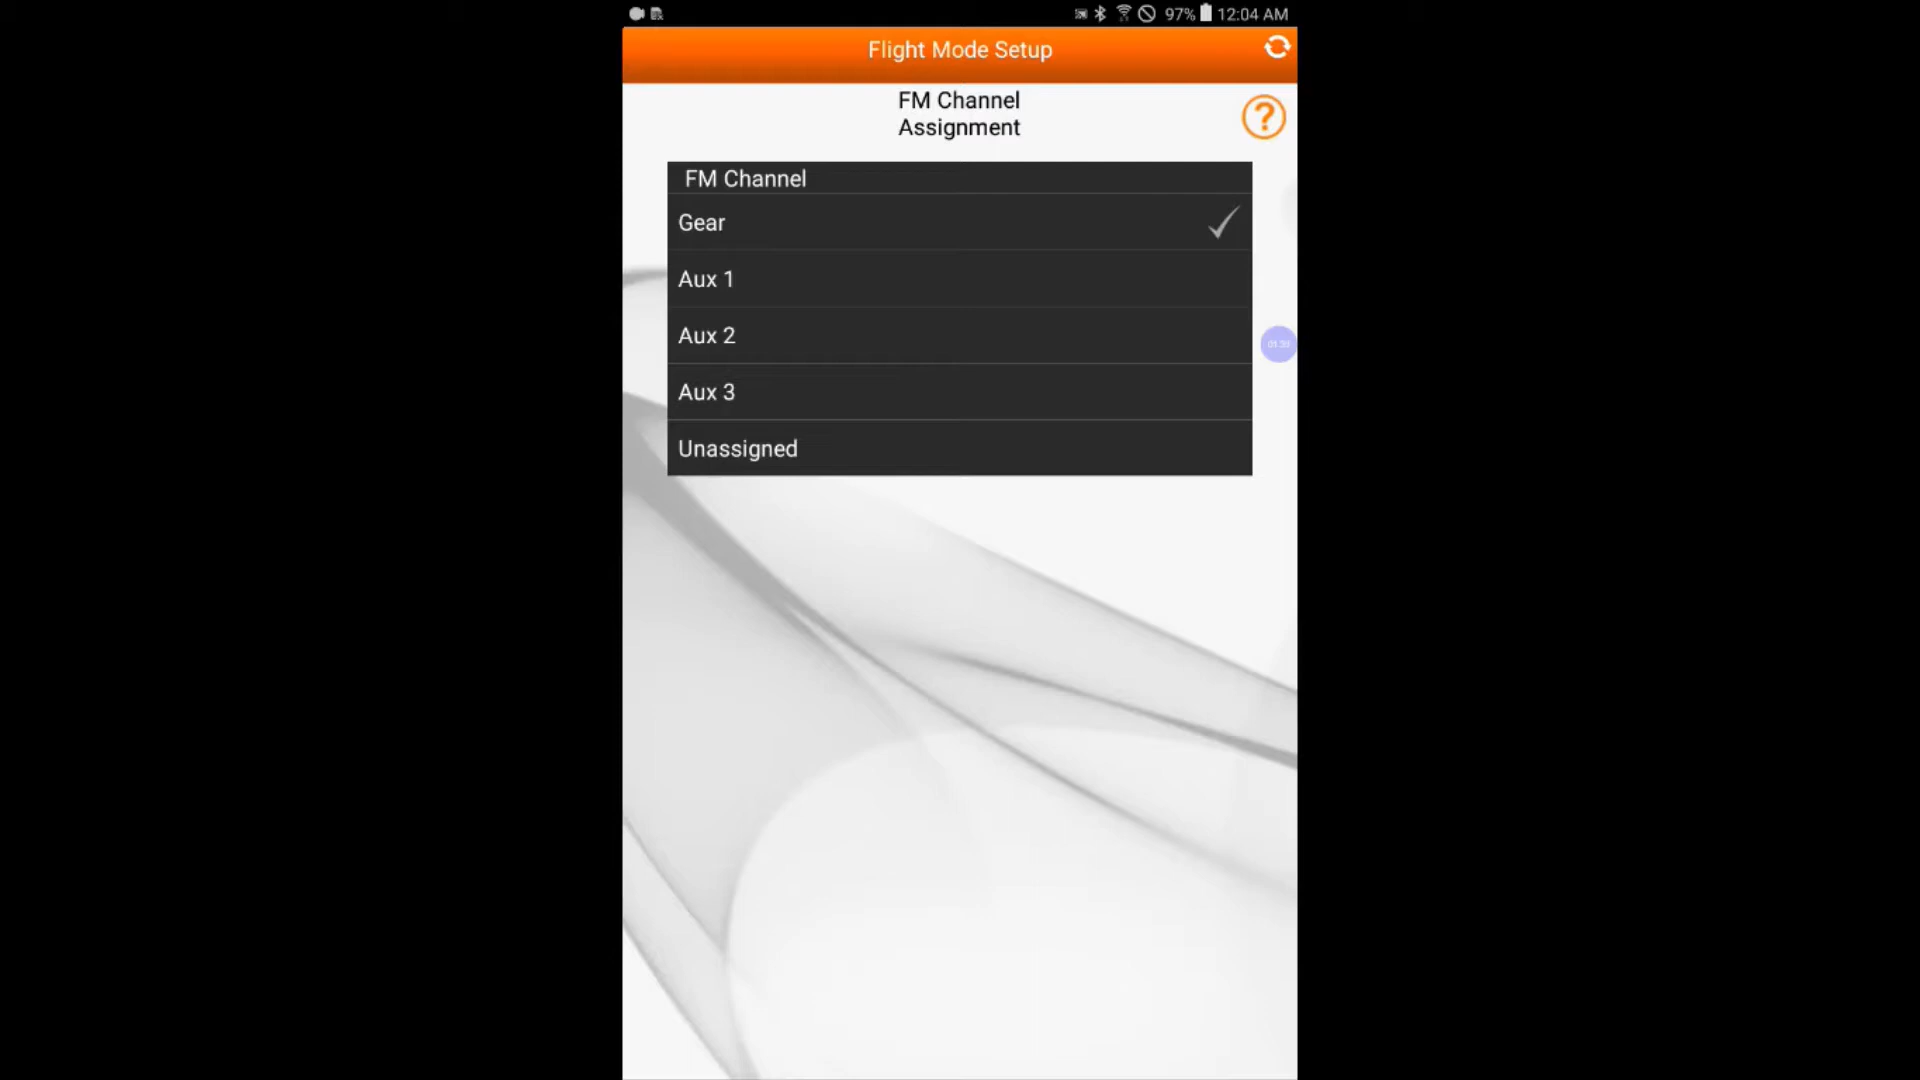 97% 12:04 AM
Flight Mode Setup
FM Channel
Assignment
?
FM Channel
Gear
Aux 1
Aux 2
Aux 3
Unassigned